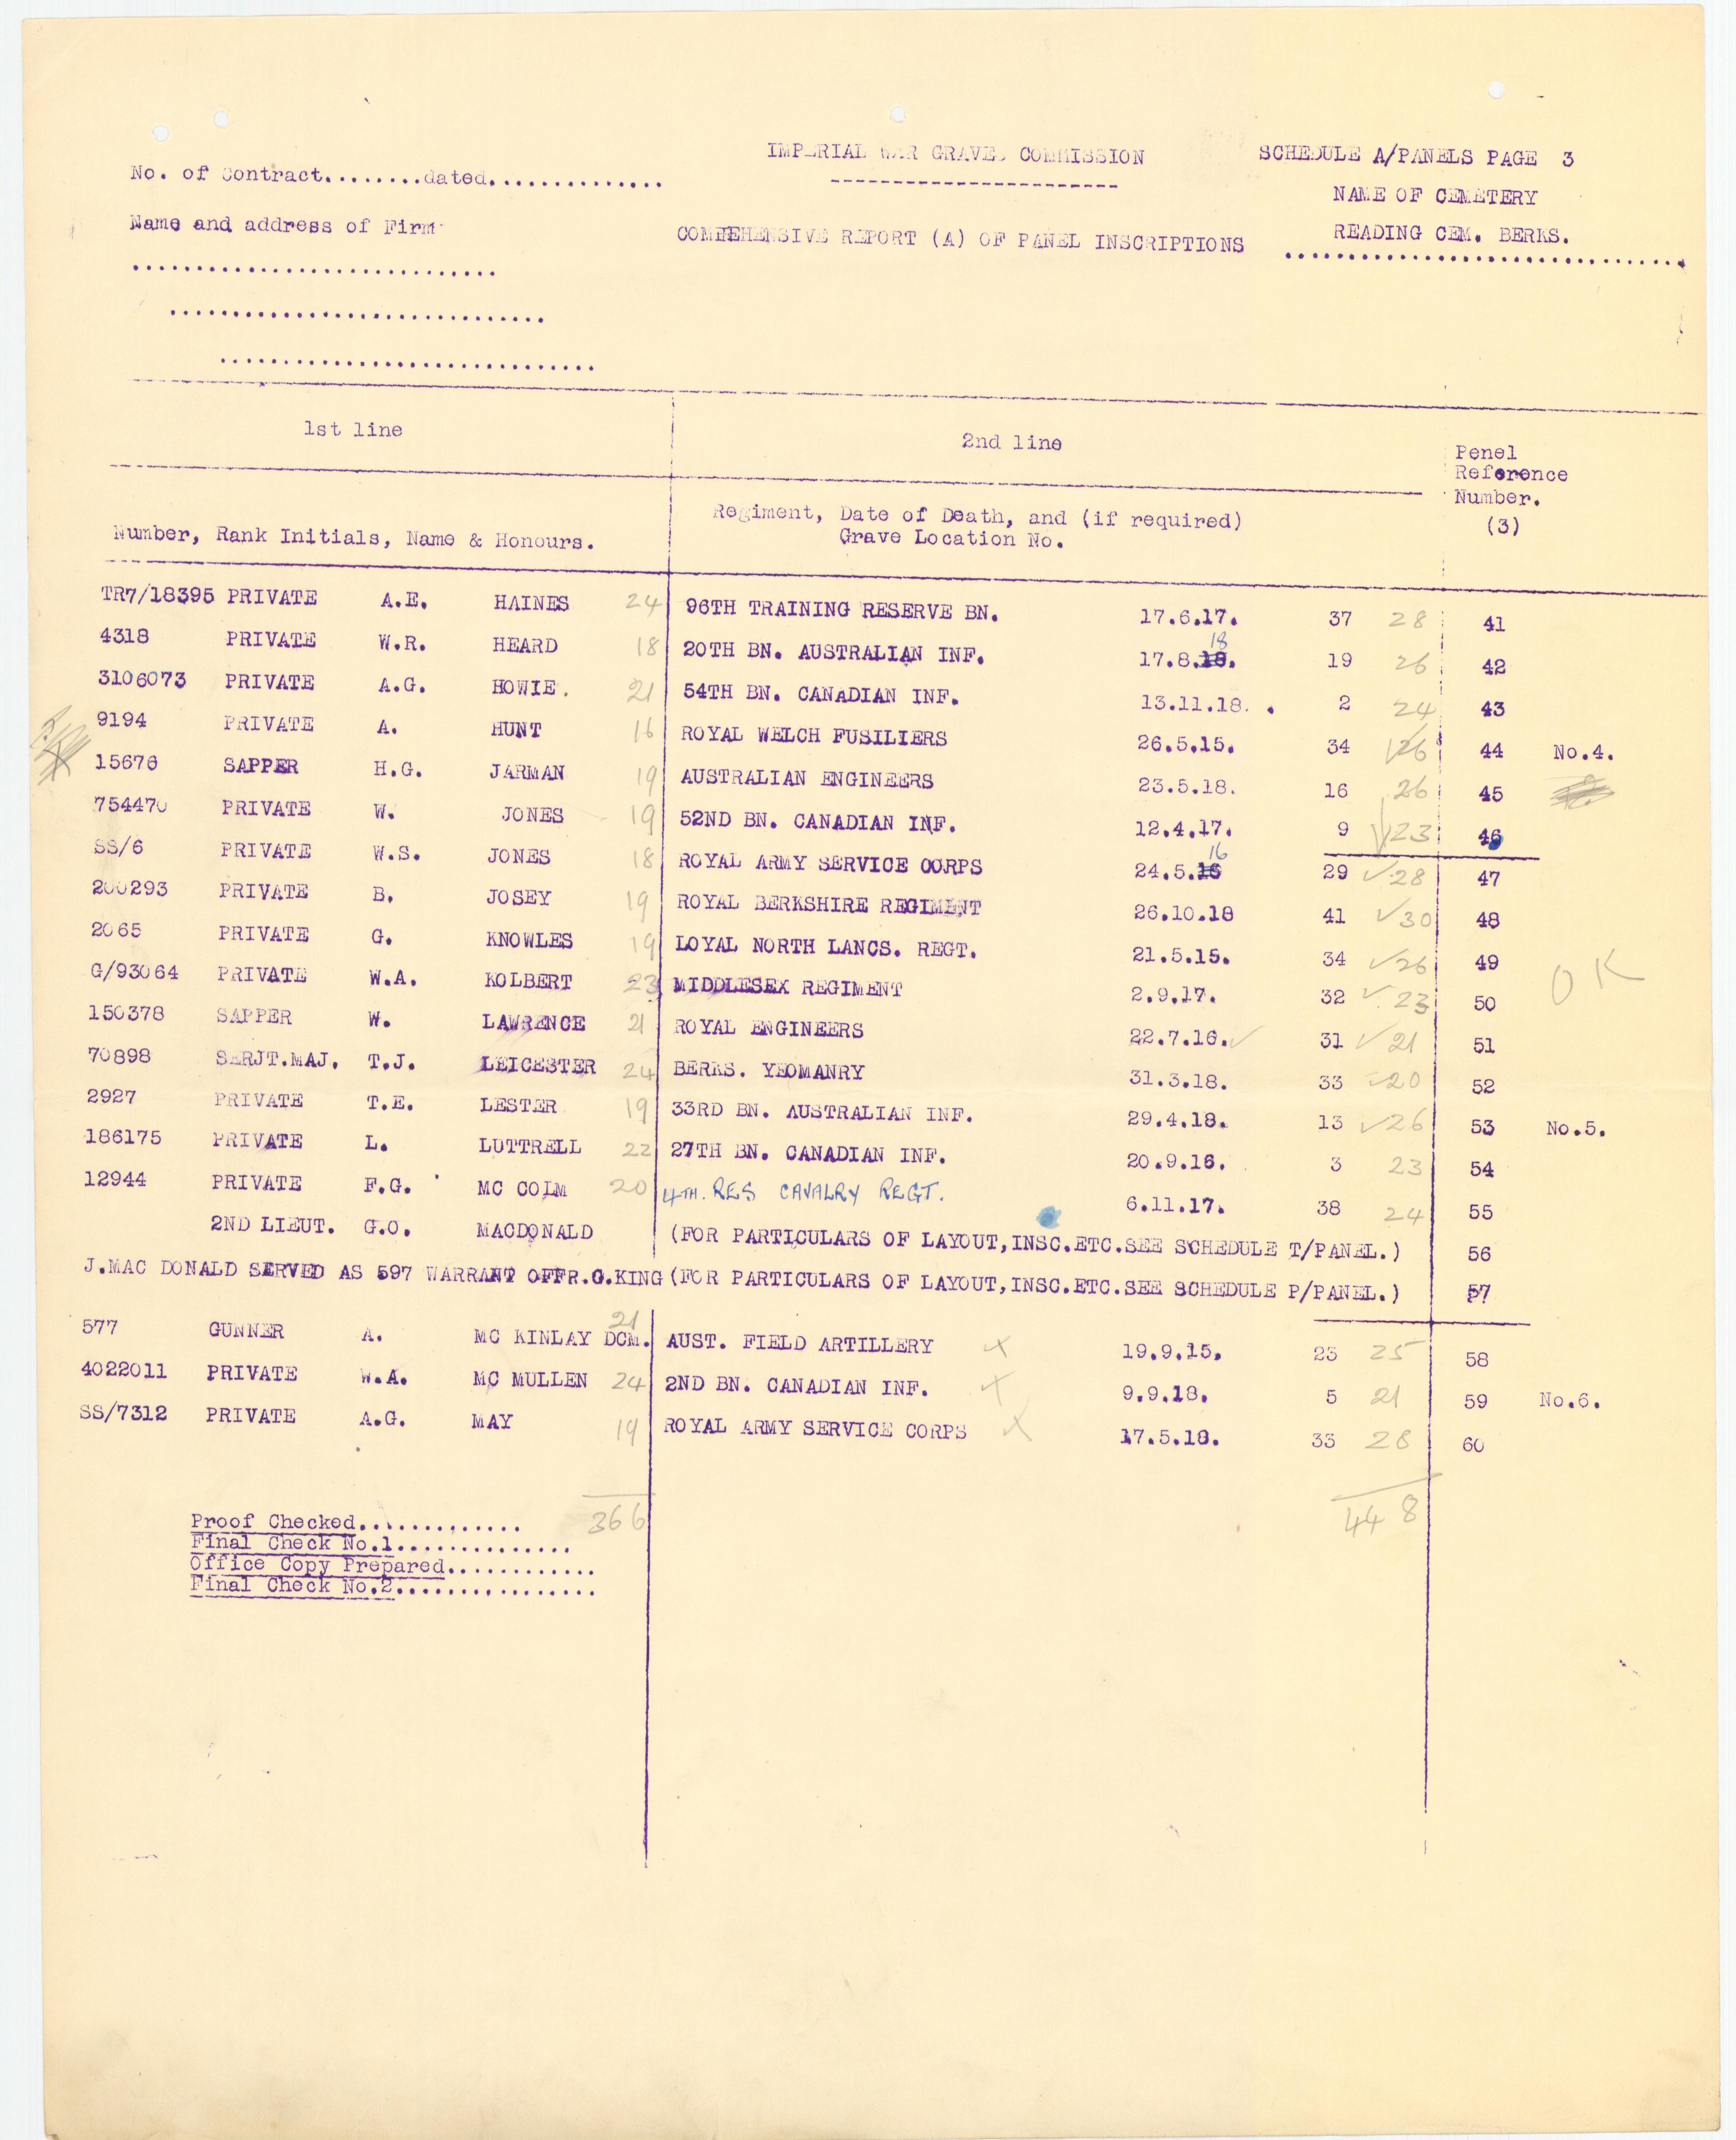 IMPERIAL WAR GRAVES COMMISSION
SCHEDULE A/PANELS PAGE 3
No. of Contract........dated..............
NAME OF CEMETERY
Name and address of Firm
COMPEHENSIVE REPORT (A) OF PANEL INSCRIPTIONS
READING CEM. BERKS.
1st line
2nd line
Penel
Reference
Number.
(3)
Number, Rank Initials, Name & Honours.
Regiment, Date of Death, and (if required)
Grave Location No.
TR7/18395 PRIVATE A.E. HAINES 24 96TH TRAINING RESERVE BN. 17.6.17. 37 28 41
4318 PRIVATE W.R. HEARD 18 20TH BN. AUSTRALIAN INF. 17.8.18. 18 19 26 42
3106073 PRIVATE A.G. HOWIE. 21 54TH BN. CANADIAN INF. 13.11.18. 2 24 43
9194 PRIVATE A. HUNT 16 ROYAL WELCH FUSILIERS 26.5.15. 34 26 44 No.4.
15676 SAPPER H.G. JARMAN 19 AUSTRALIAN ENGINEERS 23.5.18. 16 26 45
754470 PRIVATE W. JONES 19 52ND BN. CANADIAN INF. 12.4.17. 9 23 46
SS/6 PRIVATE W.S. JONES 18 ROYAL ARMY SERVICE CORPS 24.5.16 16 29 28 47
200293 PRIVATE B. JOSEY 19 ROYAL BERKSHIRE REGIMENT 26.10.18 41 30 48
2065 PRIVATE G. KNOWLES 19 LOYAL NORTH LANCS. REGT. 21.5.15. 34 26 49
OK
G/93064 PRIVATE W.A. KOLBERT 23 MIDDLESEX REGIMENT 2.9.17. 32 23 50
150378 SAPPER W. LAWRENCE 21 ROYAL ENGINEERS 22.7.16. 31 21 51
70898 SERJT.MAJ. T.J. LEICESTER 24 BERKS. YEOMANRY 31.3.18. 33 20 52
2927 PRIVATE T.E. LESTER 19 33RD BN. AUSTRALIAN INF. 29.4.18. 13 26 53 No.5.
186175 PRIVATE L. LUTTRELL 22 27TH BN. CANADIAN INF. 20.9.16. 3 23 54
12944 PRIVATE F.G. MC COLM 20 4TH. RES CAVALRY REGT. 6.11.17. 38 24 55
2ND LIEUT. G.O. MACDONALD (FOR PARTICULARS OF LAYOUT,INSC.ETC.SEE SCHEDULE T/PANEL.) 56
J.MAC DONALD SERVED AS 597 WARRANT OFFR.G.KING (FOR PARTICULARS OF LAYOUT,INSC.ETC.SEE SCHEDULE P/PANEL.) 57
577 GUNNER A. MC KINLAY DCM. 21 AUST. FIELD ARTILLERY 19.9.15. 23 25 58
4022011 PRIVATE W.A. MC MULLEN 24 2ND BN. CANADIAN INF. 9.9.18. 5 21 59 No.6.
SS/7312 PRIVATE A.G. MAY 19 ROYAL ARMY SERVICE CORPS 17.5.18. 33 28 60
366
448
Proof Checked.............
Final Check No.1..............
Office Copy Prepared............
Final Check No.2................